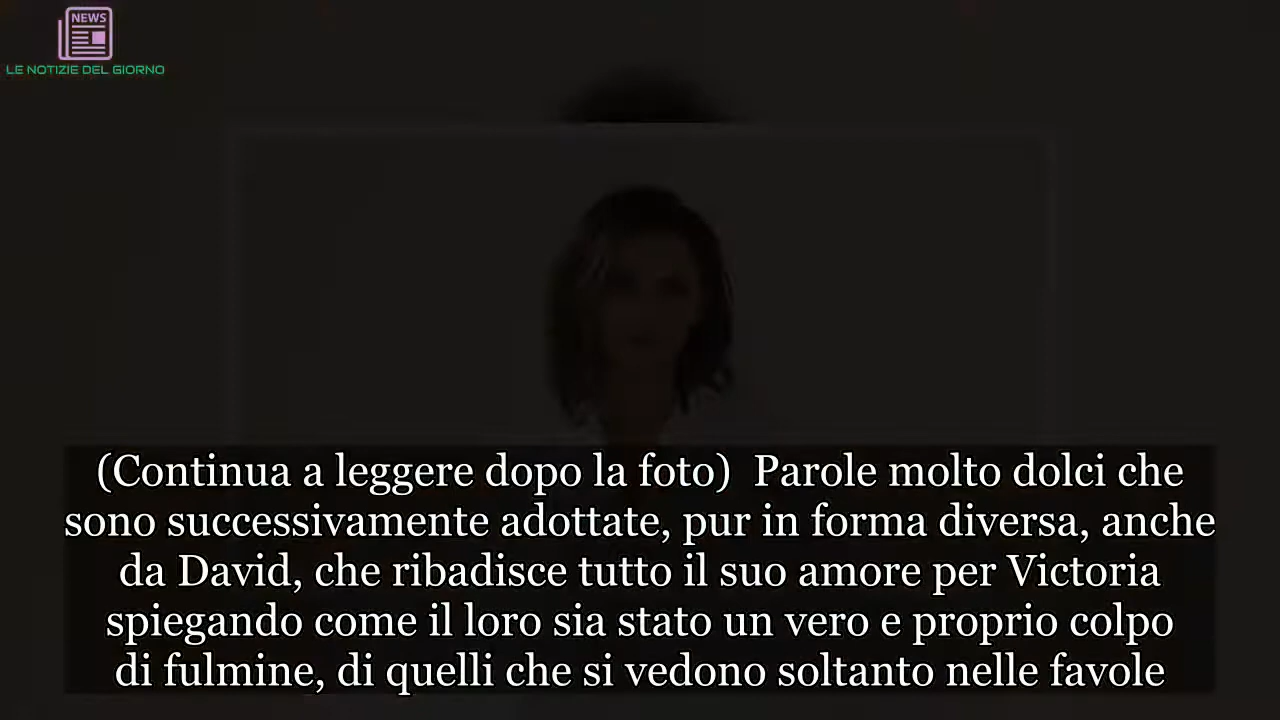 NEWS
LE NOTIZIE DEL GIORNO
(Continua a leggere dopo la foto)  Parole molto dolci che
sono successivamente adottate, pur in forma diversa, anche
da David, che ribadisce tutto il suo amore per Victoria
spiegando come il loro sia stato un vero e proprio colpo
di fulmine, di quelli che si vedono soltanto nelle favole